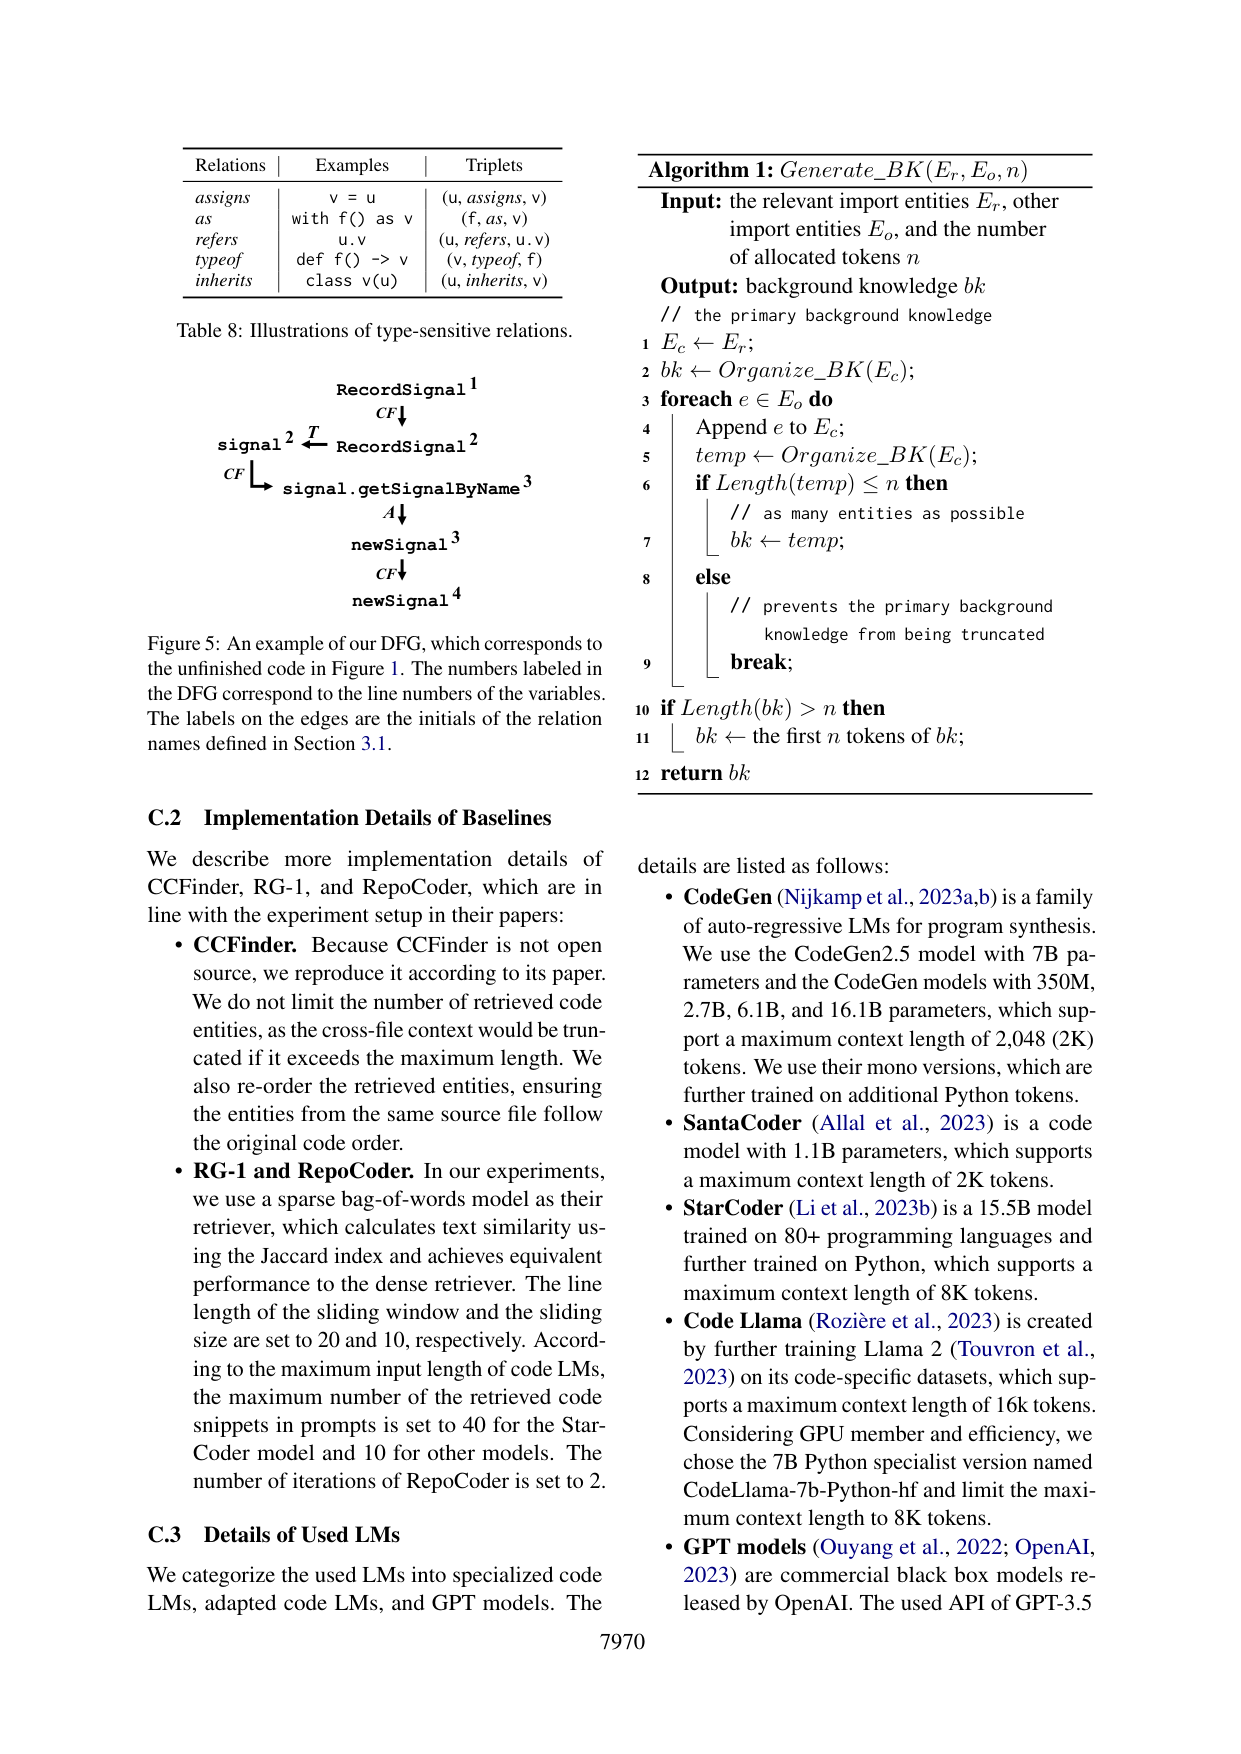 Relations | Examples | Triplets
assigns | v = u | (u, assigns, v)
as | with f() as v | (f, as, v)
refers | u.v | (u, refers, u.v)
typeof | def f() -> v | (v, typeof, f)
inherits | class v(u) | (u, inherits, v)
Table 8: Illustrations of type-sensitive relations.
RecordSignal 1
CF
signal 2 T RecordSignal 2
CF
signal.getSignalByName 3
A
newSignal 3
CF
newSignal 4
Figure 5: An example of our DFG, which corresponds to
the unfinished code in Figure 1. The numbers labeled in
the DFG correspond to the line numbers of the variables.
The labels on the edges are the initials of the relation
names defined in Section 3.1.
C.2 Implementation Details of Baselines
We describe more implementation details of
CCFinder, RG-1, and RepoCoder, which are in
line with the experiment setup in their papers:
• CCFinder. Because CCFinder is not open
source, we reproduce it according to its paper.
We do not limit the number of retrieved code
entities, as the cross-file context would be trun-
cated if it exceeds the maximum length. We
also re-order the retrieved entities, ensuring
the entities from the same source file follow
the original code order.
• RG-1 and RepoCoder. In our experiments,
we use a sparse bag-of-words model as their
retriever, which calculates text similarity us-
ing the Jaccard index and achieves equivalent
performance to the dense retriever. The line
length of the sliding window and the sliding
size are set to 20 and 10, respectively. Accord-
ing to the maximum input length of code LMs,
the maximum number of the retrieved code
snippets in prompts is set to 40 for the Star-
Coder model and 10 for other models. The
number of iterations of RepoCoder is set to 2.
C.3 Details of Used LMs
We categorize the used LMs into specialized code
LMs, adapted code LMs, and GPT models. The
Algorithm 1: Generate_BK(E_r, E_o, n)
Input: the relevant import entities E_r, other
import entities E_o, and the number
of allocated tokens n
Output: background knowledge bk
// the primary background knowledge
1 E_c ← E_r;
2 bk ← Organize_BK(E_c);
3 foreach e ∈ E_o do
4 Append e to E_c;
5 temp ← Organize_BK(E_c);
6 if Length(temp) ≤ n then
// as many entities as possible
7 bk ← temp;
8 else
// prevents the primary background
knowledge from being truncated
9 break;
10 if Length(bk) > n then
11 bk ← the first n tokens of bk;
12 return bk
details are listed as follows:
• CodeGen (Nijkamp et al., 2023a,b) is a family
of auto-regressive LMs for program synthesis.
We use the CodeGen2.5 model with 7B pa-
rameters and the CodeGen models with 350M,
2.7B, 6.1B, and 16.1B parameters, which sup-
port a maximum context length of 2,048 (2K)
tokens. We use their mono versions, which are
further trained on additional Python tokens.
• SantaCoder (Allal et al., 2023) is a code
model with 1.1B parameters, which supports
a maximum context length of 2K tokens.
• StarCoder (Li et al., 2023b) is a 15.5B model
trained on 80+ programming languages and
further trained on Python, which supports a
maximum context length of 8K tokens.
• Code Llama (Rozière et al., 2023) is created
by further training Llama 2 (Touvron et al.,
2023) on its code-specific datasets, which sup-
ports a maximum context length of 16k tokens.
Considering GPU member and efficiency, we
chose the 7B Python specialist version named
CodeLlama-7b-Python-hf and limit the maxi-
mum context length to 8K tokens.
• GPT models (Ouyang et al., 2022; OpenAI,
2023) are commercial black box models re-
leased by OpenAI. The used API of GPT-3.5
7970